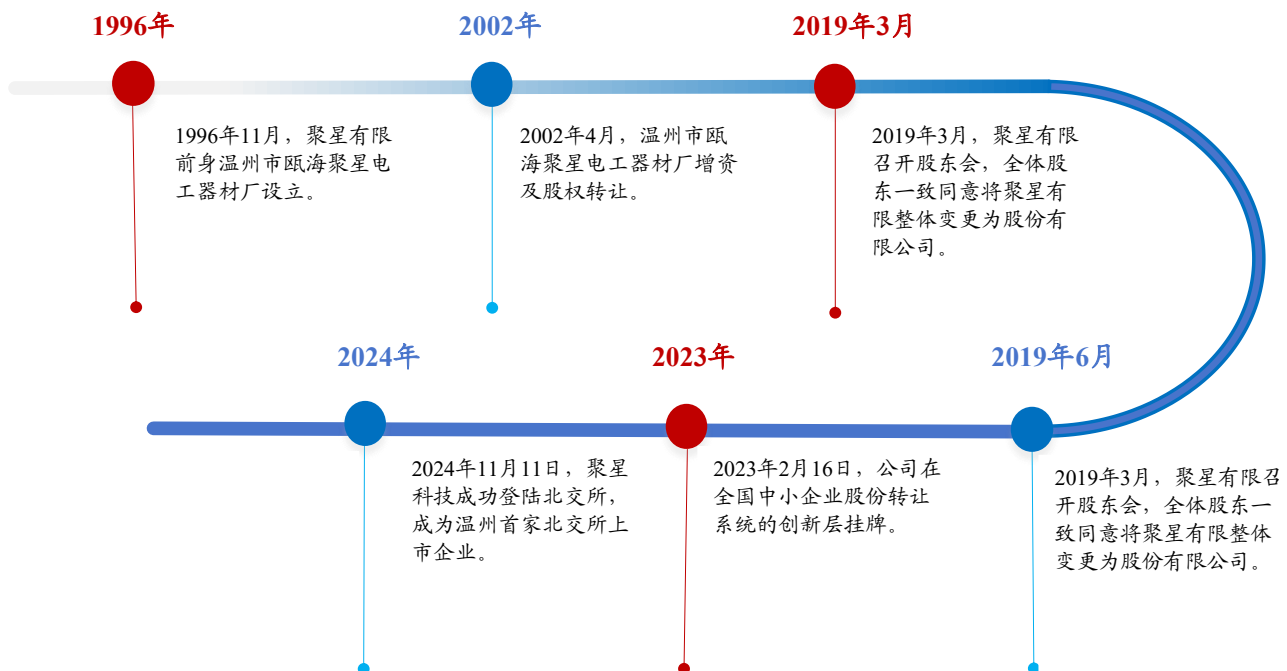 1996年
2002年
2019年3月
1996年11月，聚星有限
前身温州市瓯海聚星电
工器材厂设立。
2002年4月，温州市瓯
海聚星电工器材厂增资
及股权转让。
2019年3月，聚星有限
召开股东会，全体股
东一致同意将聚星有
限整体变更为股份有
限公司。
2019年6月
2019年3月，聚星有限召
开股东会，全体股东一
致同意将聚星有限整体
变更为股份有限公司。
2023年
2023年2月16日，公司在
全国中小企业股份转让
系统的创新层挂牌。
2024年
2024年11月11日，聚星
科技成功登陆北交所，
成为温州首家北交所上
市企业。